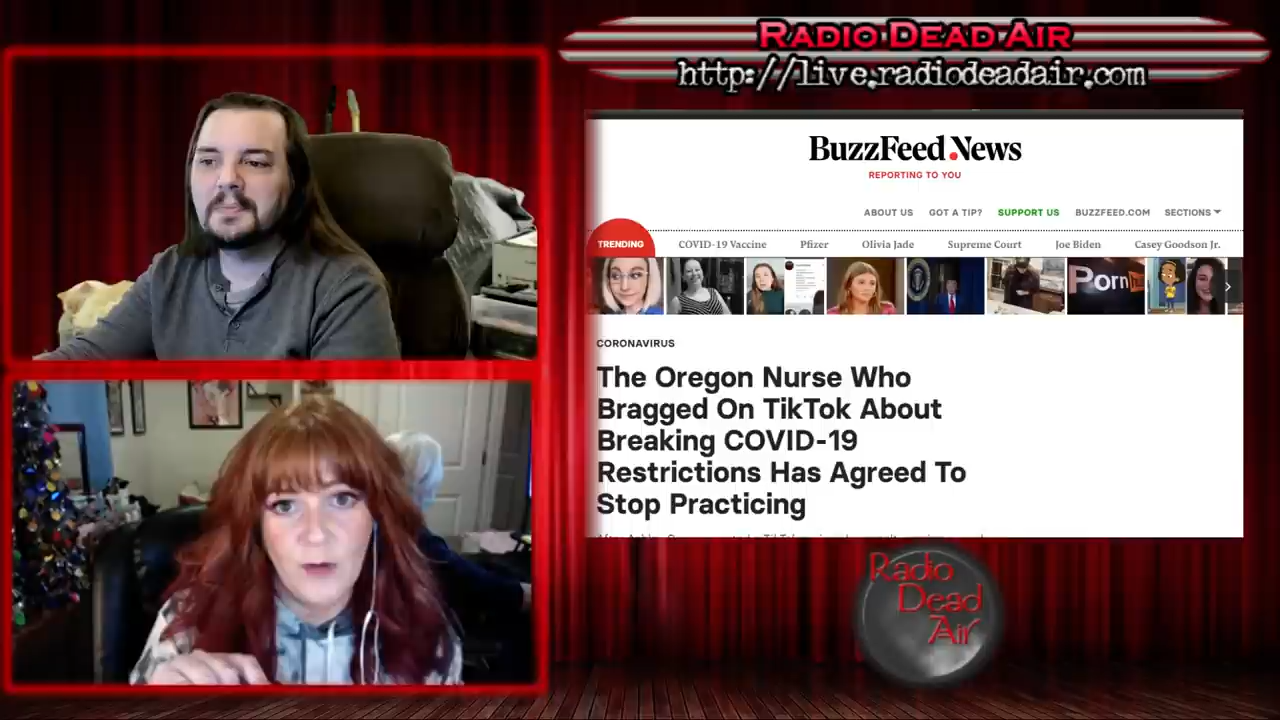 RADIO DEAD AIR
http://live.radiodeadair.com
BuzzFeed News
REPORTING TO YOU
ABOUT US GOT A TIP? SUPPORT US BUZZFEED.COM SECTIONS
TRENDING COVID-19 Vaccine Pfizer Olivia Jade Supreme Court Joe Biden Casey Goodson Jr.
Porn
CORONAVIRUS
The Oregon Nurse Who
Bragged On TikTok About
Breaking COVID-19
Restrictions Has Agreed To
Stop Practicing
Radio
Dead
Air